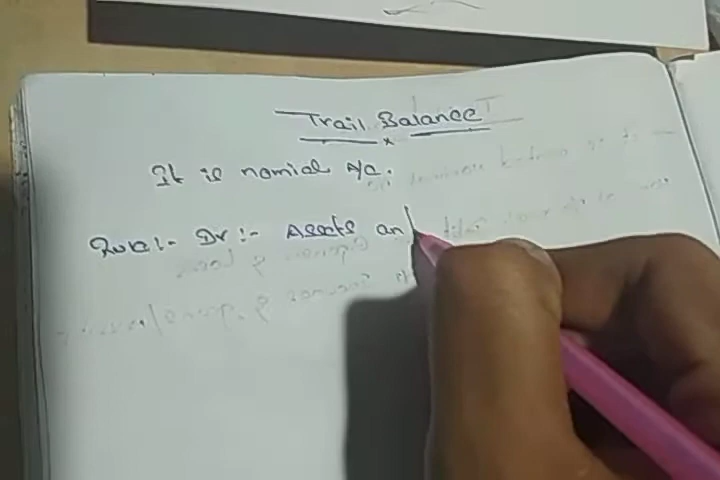 Trail Balance
It is nomial A/c.
Rule:- Dr :- Assets an